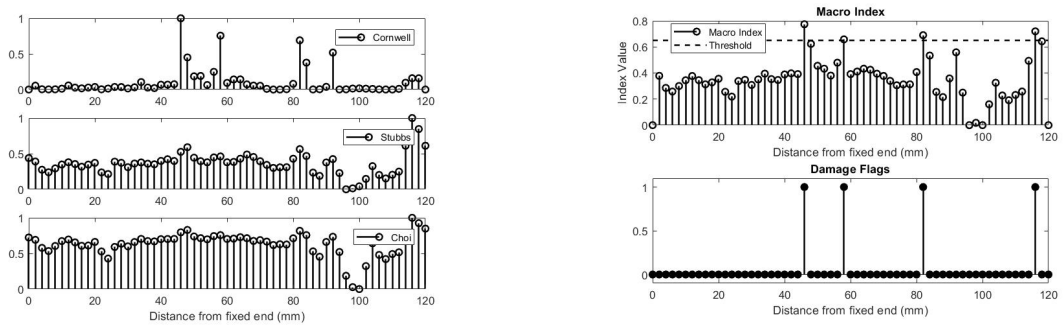 1
0.5
0
Cornwell
0 20 40 60 80 100 120
1
0.5
0
Stubbs
0 20 40 60 80 100 120
1
0.5
0
Choi
0 20 40 60 80 100 120
Distance from fixed end (mm)
Macro Index
0.8
0.6
0.4
0.2
0
Index Value
Macro Index
Threshold
0 20 40 60 80 100 120
Distance from fixed end (mm)
Damage Flags
1
0.5
0
0 20 40 60 80 100 120
Distance from fixed end (mm)